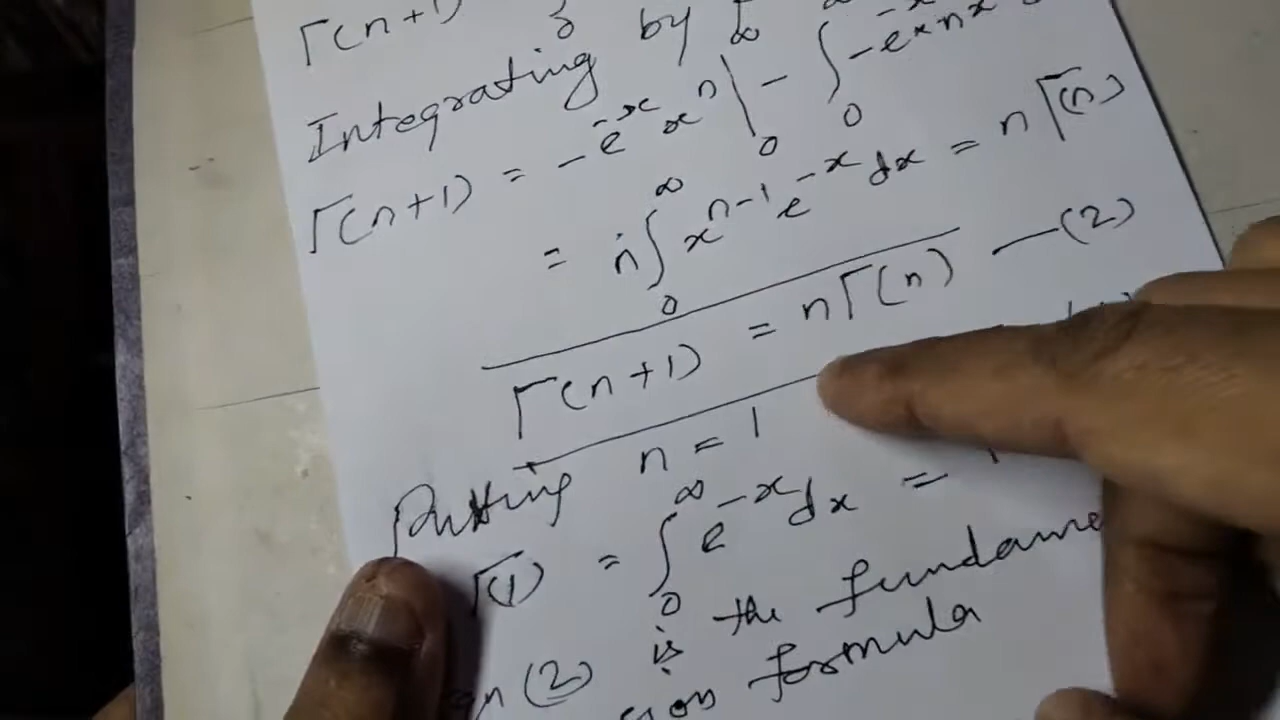 Γ(n+1)
Integrating by
Γ(n+1) = -e^{-x} x^n |_0 - ∫_0 -e^{-x} n x
= n ∫_0^∞ x^{n-1} e^{-x} dx = n Γ(n)
Γ(n+1) = n Γ(n) —(2)
Putting n = 1
Γ(1) = ∫_0^∞ e^{-x} dx =
(2) is the
formula